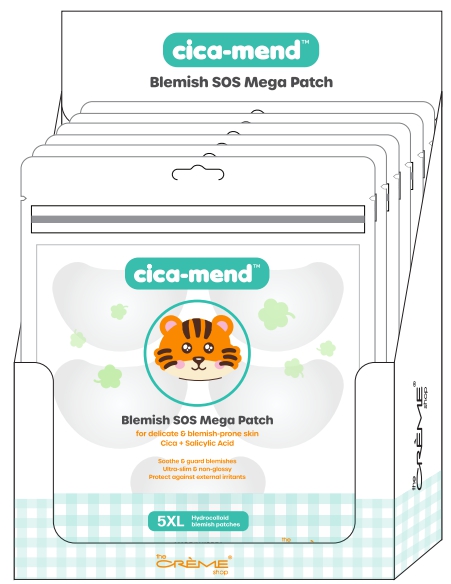 cica-mend™
Blemish SOS Mega Patch
cica-mend™
Blemish SOS Mega Patch
for delicate & blemish-prone skin
Cica + Salicylic Acid
Soothe & guard blemishes
Ultra-slim & non-glossy
Protect against external irritants
5XL
Hydrocolloid
blemish patches
the
the
CRÈME®
shop
the
CRÈME®
shop